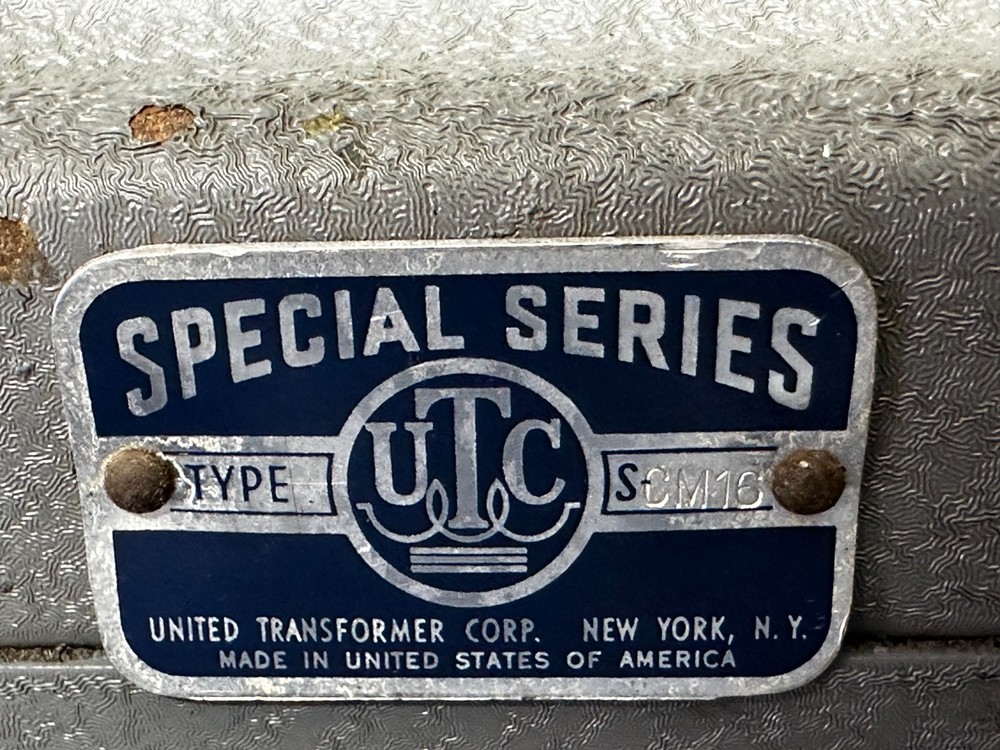 SPECIAL SERIES
UTC
TYPE S-CM16
UNITED TRANSFORMER CORP. NEW YORK, N.Y.
MADE IN UNITED STATES OF AMERICA